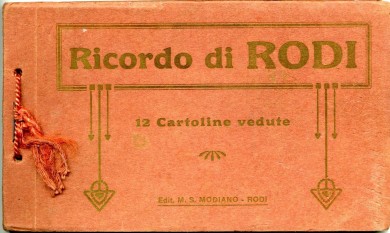 Ricordo di RODI
12 Cartoline vedute
Edit. M. S. MODIANO - RODI